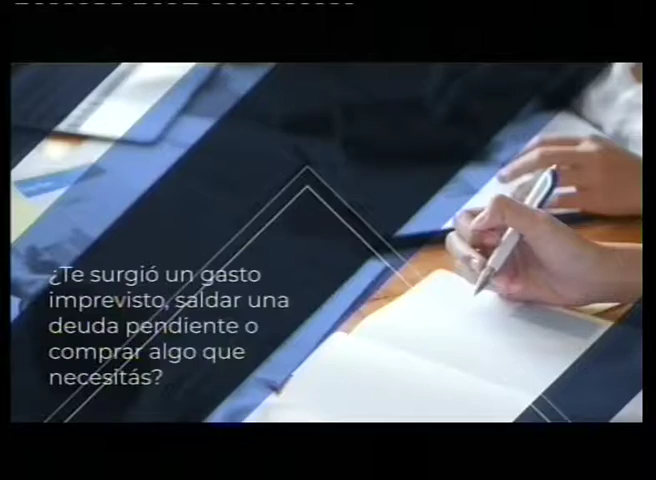 ¿Te surgió un gasto
imprevisto, saldar una
deuda pendiente o
comprar algo que
necesitás?